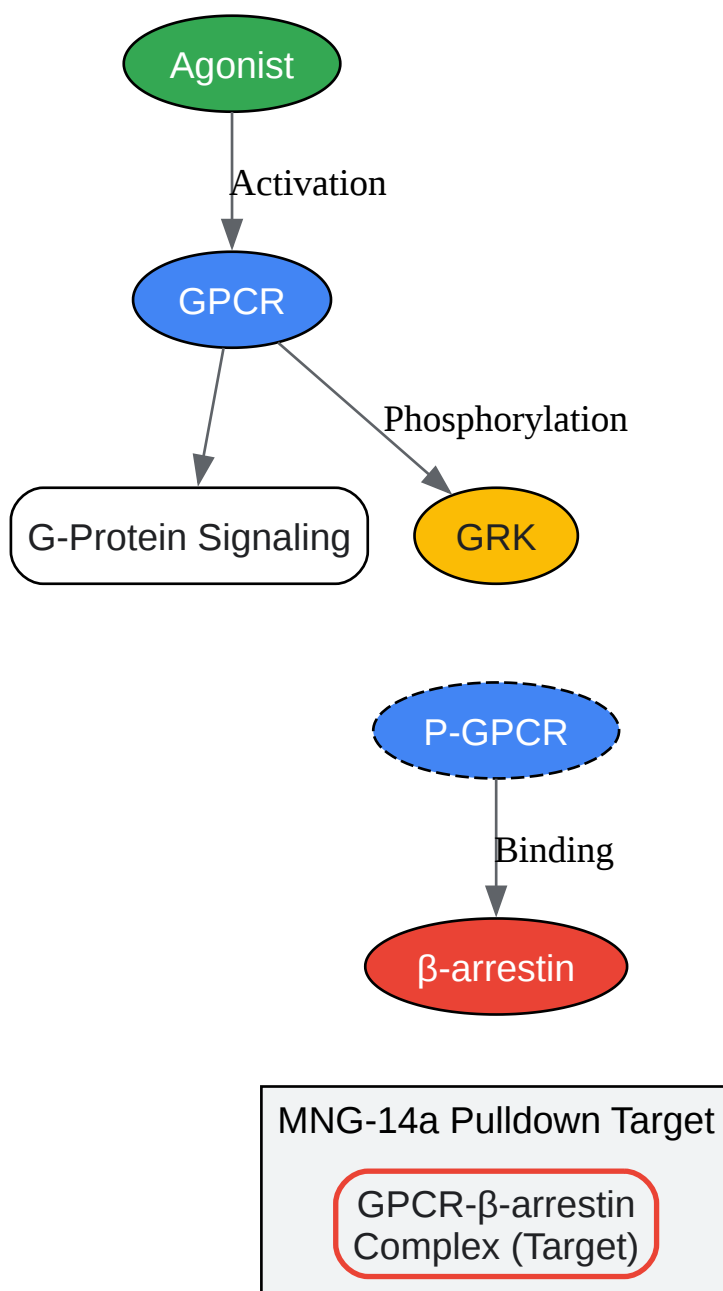 Agonist
Activation
GPCR
Phosphorylation
G-Protein Signaling
GRK
P-GPCR
Binding
β-arrestin
MNG-14a Pulldown Target
GPCR-β-arrestin
Complex (Target)